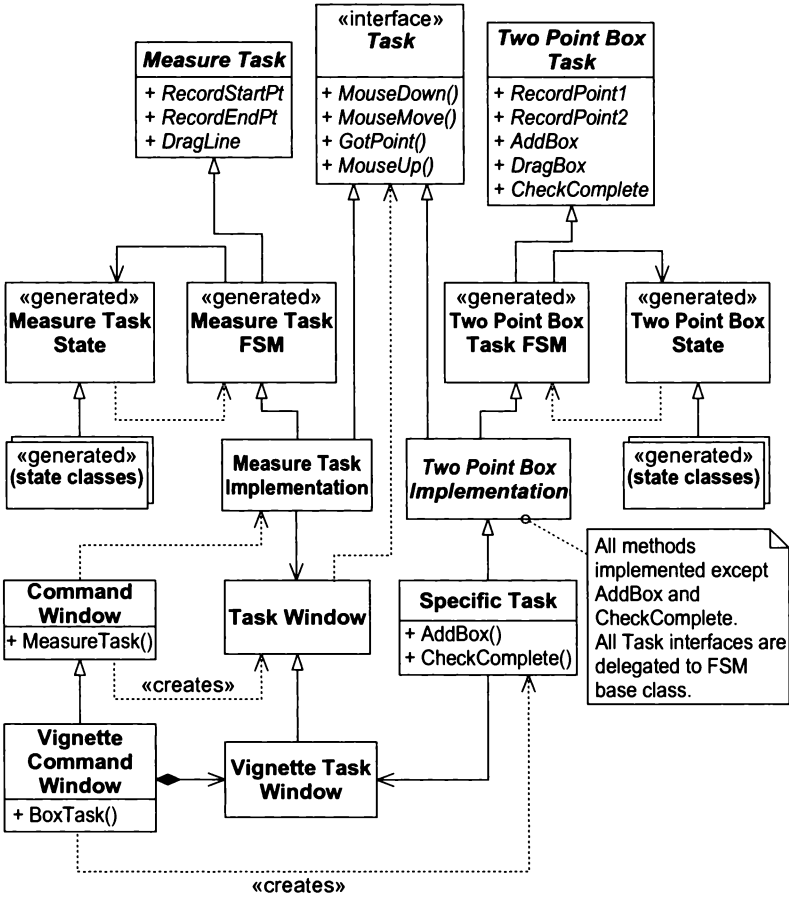 «interface»
Task
Measure Task
+ RecordStartPt
+ RecordEndPt
+ DragLine
+ MouseDown()
+ MouseMove()
+ GotPoint()
+ MouseUp()
Two Point Box
Task
+ RecordPoint1
+ RecordPoint2
+ AddBox
+ DragBox
+ CheckComplete
«generated»
Measure Task
State
«generated»
Measure Task
FSM
«generated»
Two Point Box
Task FSM
«generated»
Two Point Box
State
«generated»
(state classes)
Measure Task
Implementation
Two Point Box
Implementation
«generated»
(state classes)
All methods
implemented except
AddBox and
CheckComplete.
All Task interfaces are
delegated to FSM
base class.
Command
Window
+ MeasureTask()
Task Window
Specific Task
+ AddBox()
+ CheckComplete()
«creates»
Vignette
Command
Window
+ BoxTask()
Vignette Task
Window
«creates»